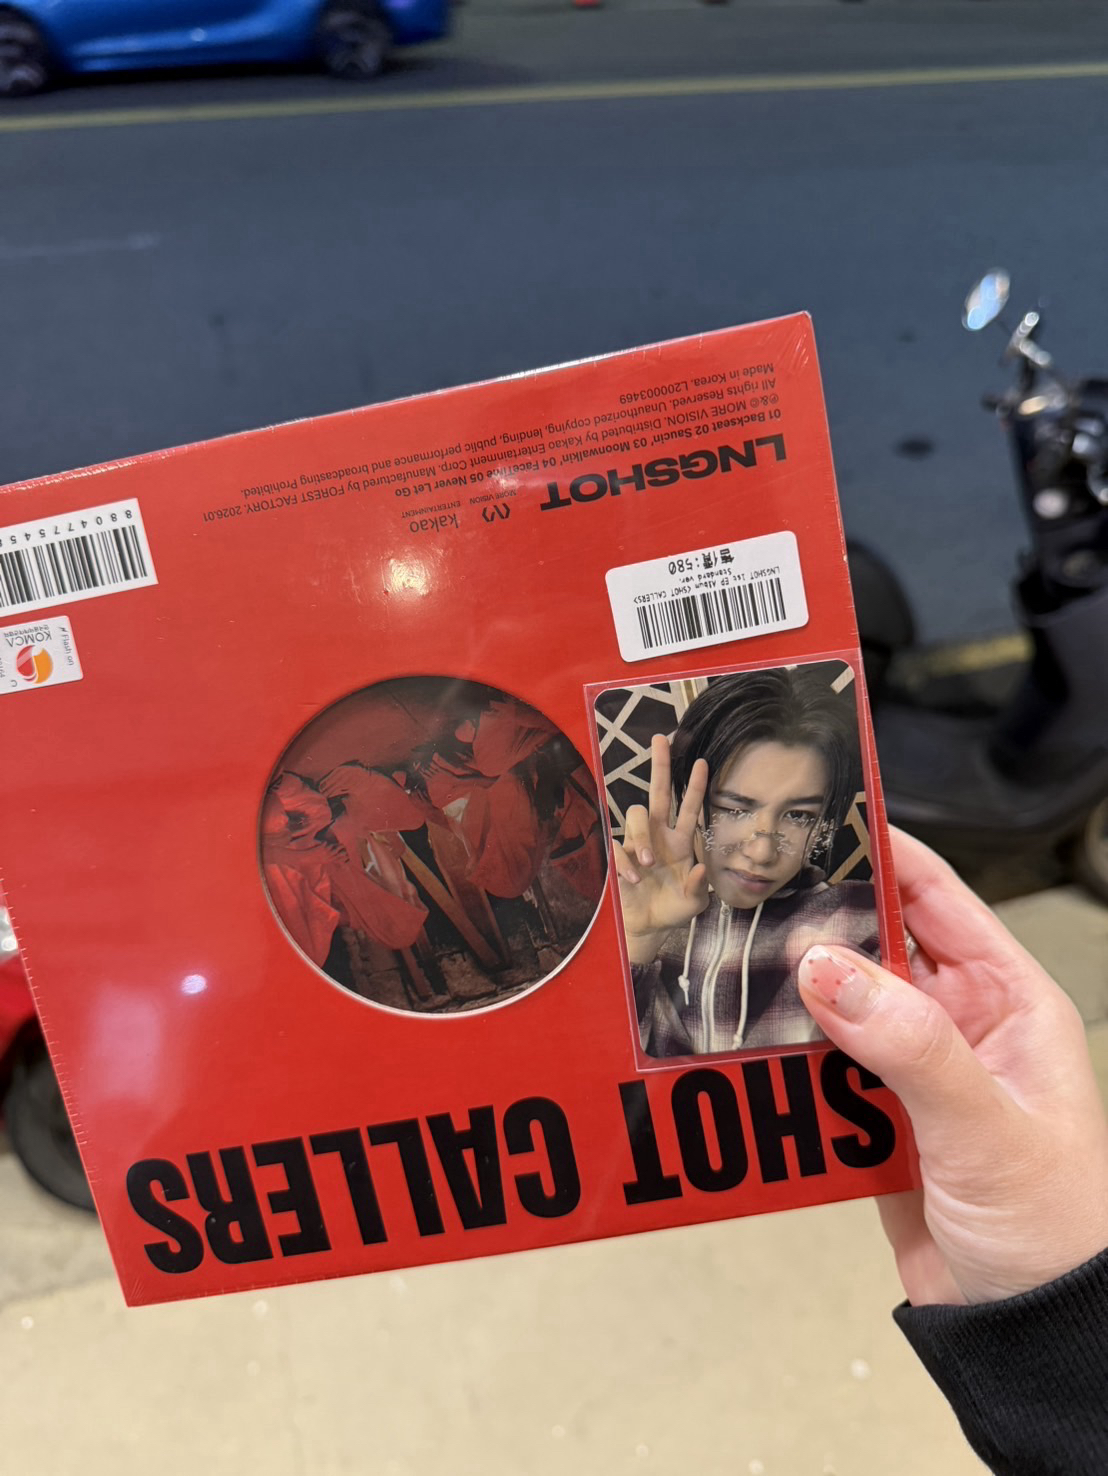 LNGSHOT
01 Backseat 02 Saucin' 03 Moonwalkin' 04 FaceTime 05 Never Let Go
℗&© MORE VISION. Distributed by Kakao Entertainment Corp. Manufactured by FOREST FACTORY. 2026.01
All rights Reserved. Unauthorized copying, lending, public performance and broadcasting Prohibited.
Made in Korea. L200003469
MORE VISION
kakao
ENTERTAINMENT
LNGSHOT 1st EP Album <SHOT CALLERS>
Standard ver.
售價:580
8804775458
KOMCA
SHOT CALLERS